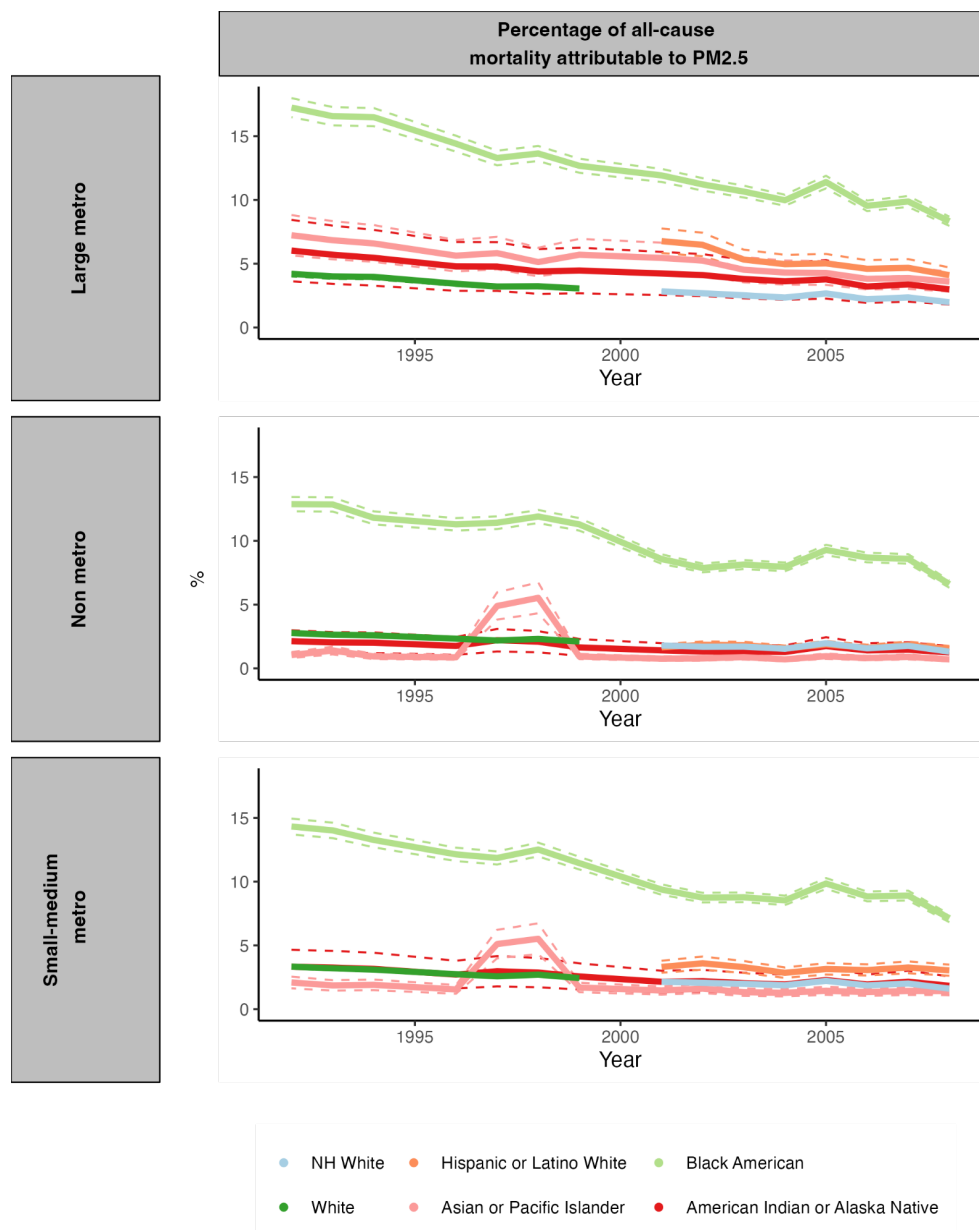 Percentage of all-cause
mortality attributable to PM2.5
Large metro
15
10
5
0
1995
2000
2005
Year
Non metro
%
15
10
5
0
1995
2000
2005
Year
Small-medium
metro
15
10
5
0
1995
2000
2005
Year
NH White
Hispanic or Latino White
Black American
White
Asian or Pacific Islander
American Indian or Alaska Native